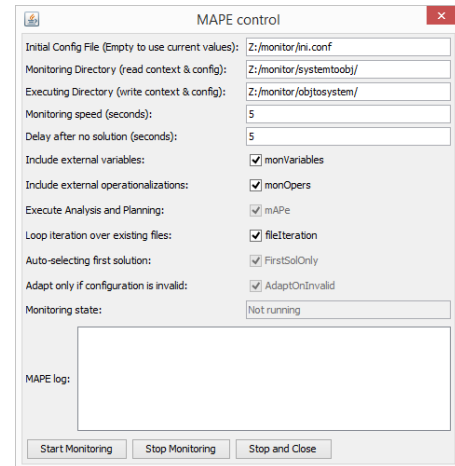 MAPE control
Initial Config File (Empty to use current values): Z:/monitor/ini.conf
Monitoring Directory (read context & config): Z:/monitor/systemtoobj/
Executing Directory (write context & config): Z:/monitor/objtosystem/
Monitoring speed (seconds): 5
Delay after no solution (seconds): 5
Include external variables: monVariables
Include external operationalizations: monOpers
Execute Analysis and Planning: mAPe
Loop iteration over existing files: fileIteration
Auto-selecting first solution: FirstSolOnly
Adapt only if configuration is invalid: AdaptOnInvalid
Monitoring state: Not running
MAPE log:
Start Monitoring Stop Monitoring Stop and Close